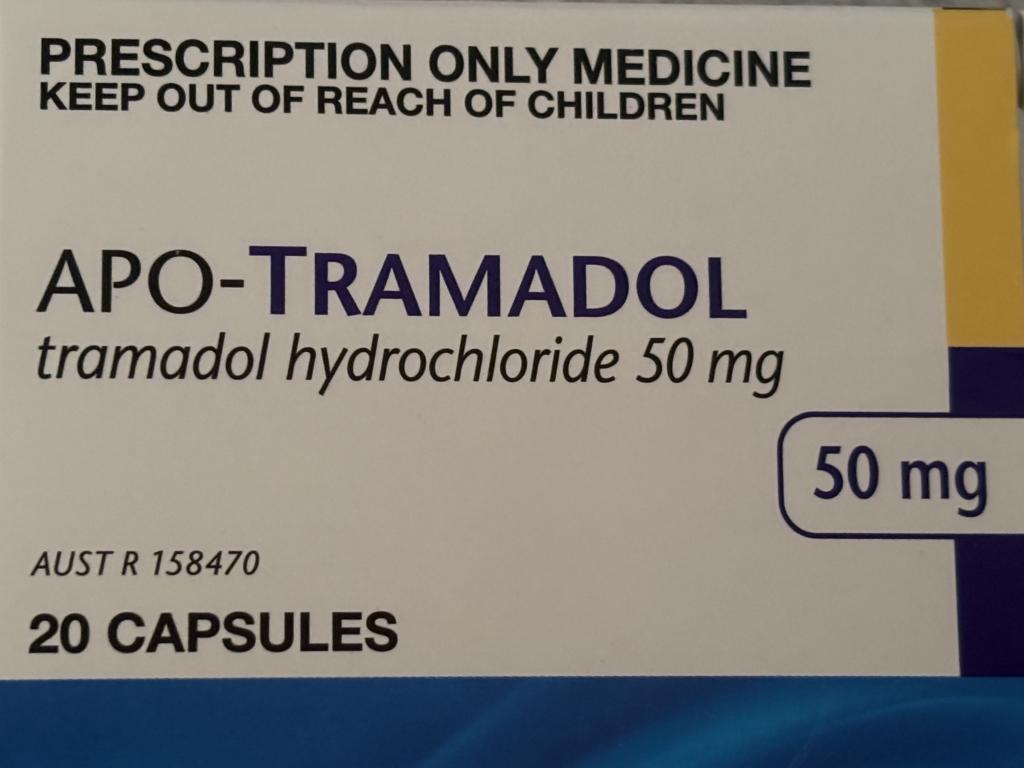 PRESCRIPTION ONLY MEDICINE
KEEP OUT OF REACH OF CHILDREN
APO-TRAMADOL
tramadol hydrochloride 50 mg
50 mg
AUST R 158470
20 CAPSULES